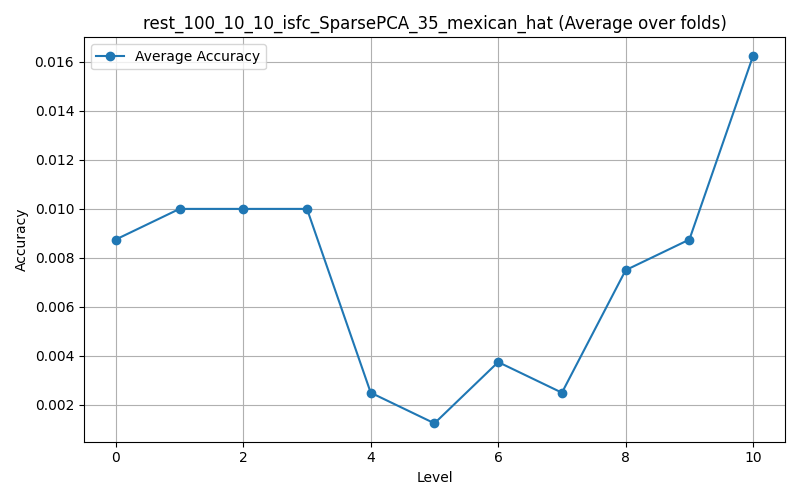 rest_100_10_10_isfc_SparsePCA_35_mexican_hat (Average over folds)
Average Accuracy
0.016
0.014
0.012
0.010
0.008
0.006
0.004
0.002
Accuracy
0 2 4 6 8 10
Level